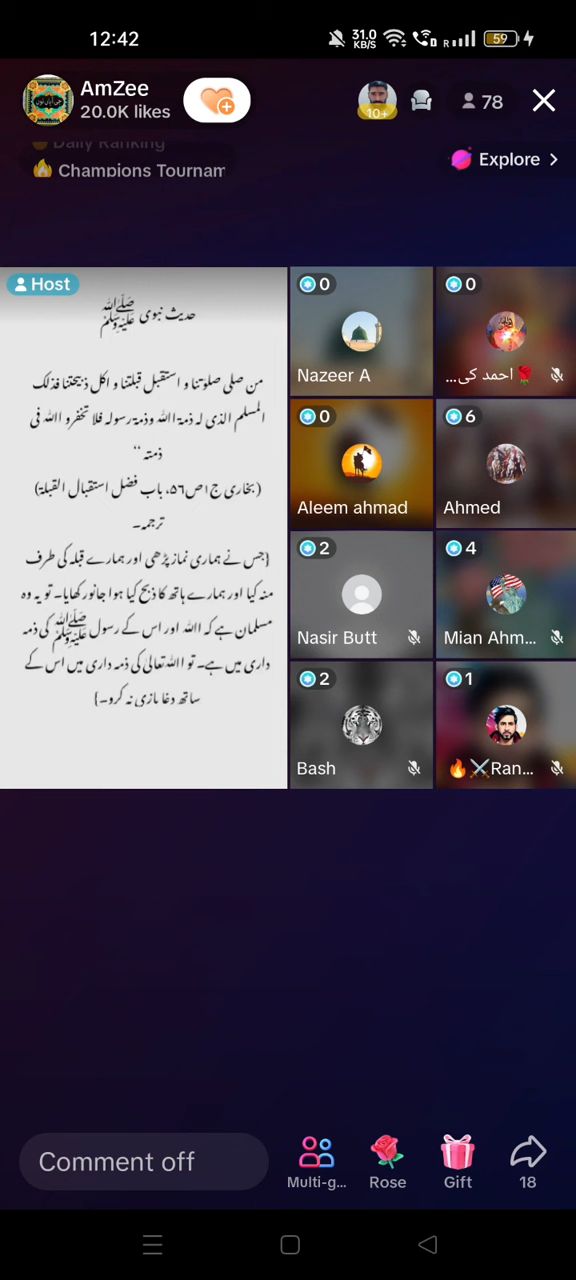 12:42
31.0
KB/S
R
59
AmZee
20.0K likes
10+
78
Daily Ranking
Champions Tournam
Explore >
Host
حدیث نبوی ﷺ
من صلی صلوتنا و استقبل قبلتنا و اکل ذبیحتنا فذلک
المسلم الذی لہ ذمۃ اللہ وذمۃ رسولہ فلا تخفرو اللہ فی
ذمتہ‘‘
(بخاری ج ۱ ص ۵۶، باب فضل استقبال القبلۃ)
ترجمہ۔
{جس نے ہماری نماز پڑھی اور ہمارے قبلہ کی طرف
منہ کیا اور ہمارے ہاتھ کا ذبح کیا ہوا جانور کھایا۔ تو یہ وہ
مسلمان ہے کہ اللہ اور اس کے رسول ﷺ کی ذمہ
داری میں ہے۔ تو اللہ تعالیٰ کی ذمہ داری میں اس کے
ساتھ دغا بازی نہ کرو۔}
0
Nazeer A
0
احمد کی...
0
Aleem ahmad
6
Ahmed
2
Nasir Butt
4
Mian Ahm...
2
Bash
1
Ran...
Comment off
Multi-g...
Rose
Gift
18